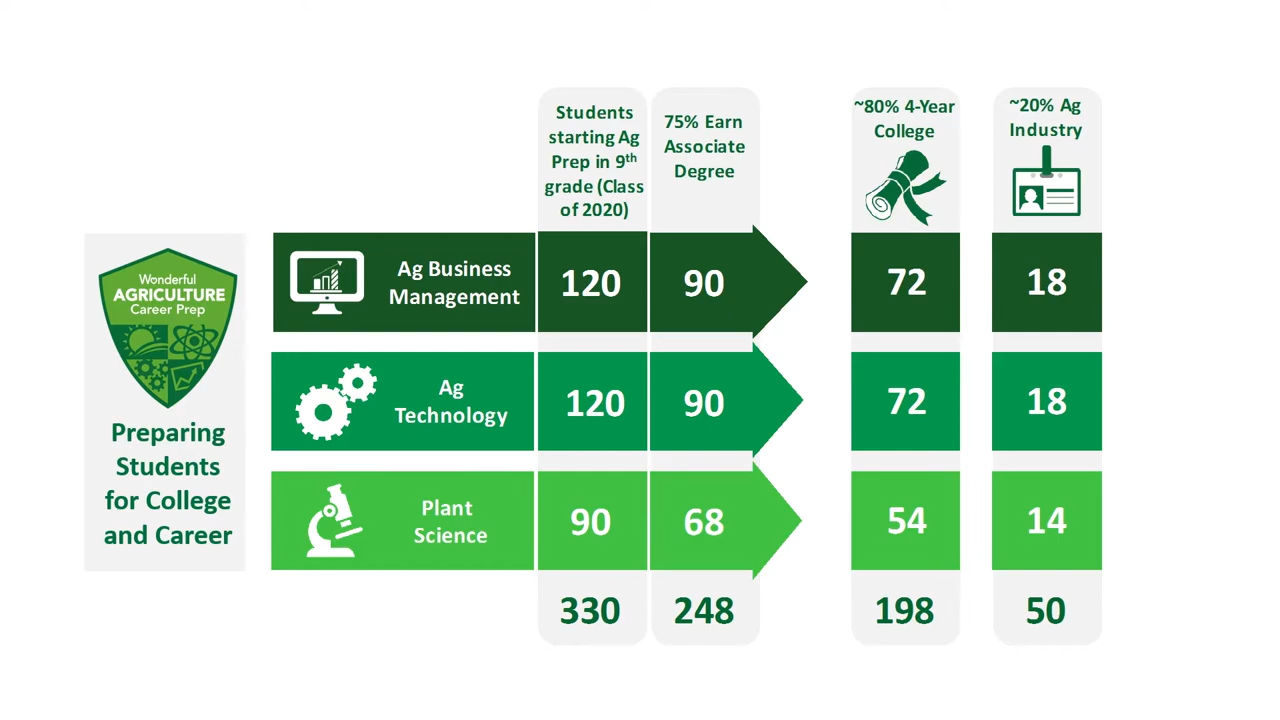 Students
starting Ag
Prep in 9th
grade (Class
of 2020)
75% Earn
Associate
Degree
~80% 4-Year
College
~20% Ag
Industry
Wonderful
AGRICULTURE
Career Prep
Preparing
Students
for College
and Career
Ag Business
Management
120
90
72
18
Ag
Technology
120
90
72
18
Plant
Science
90
68
54
14
330
248
198
50